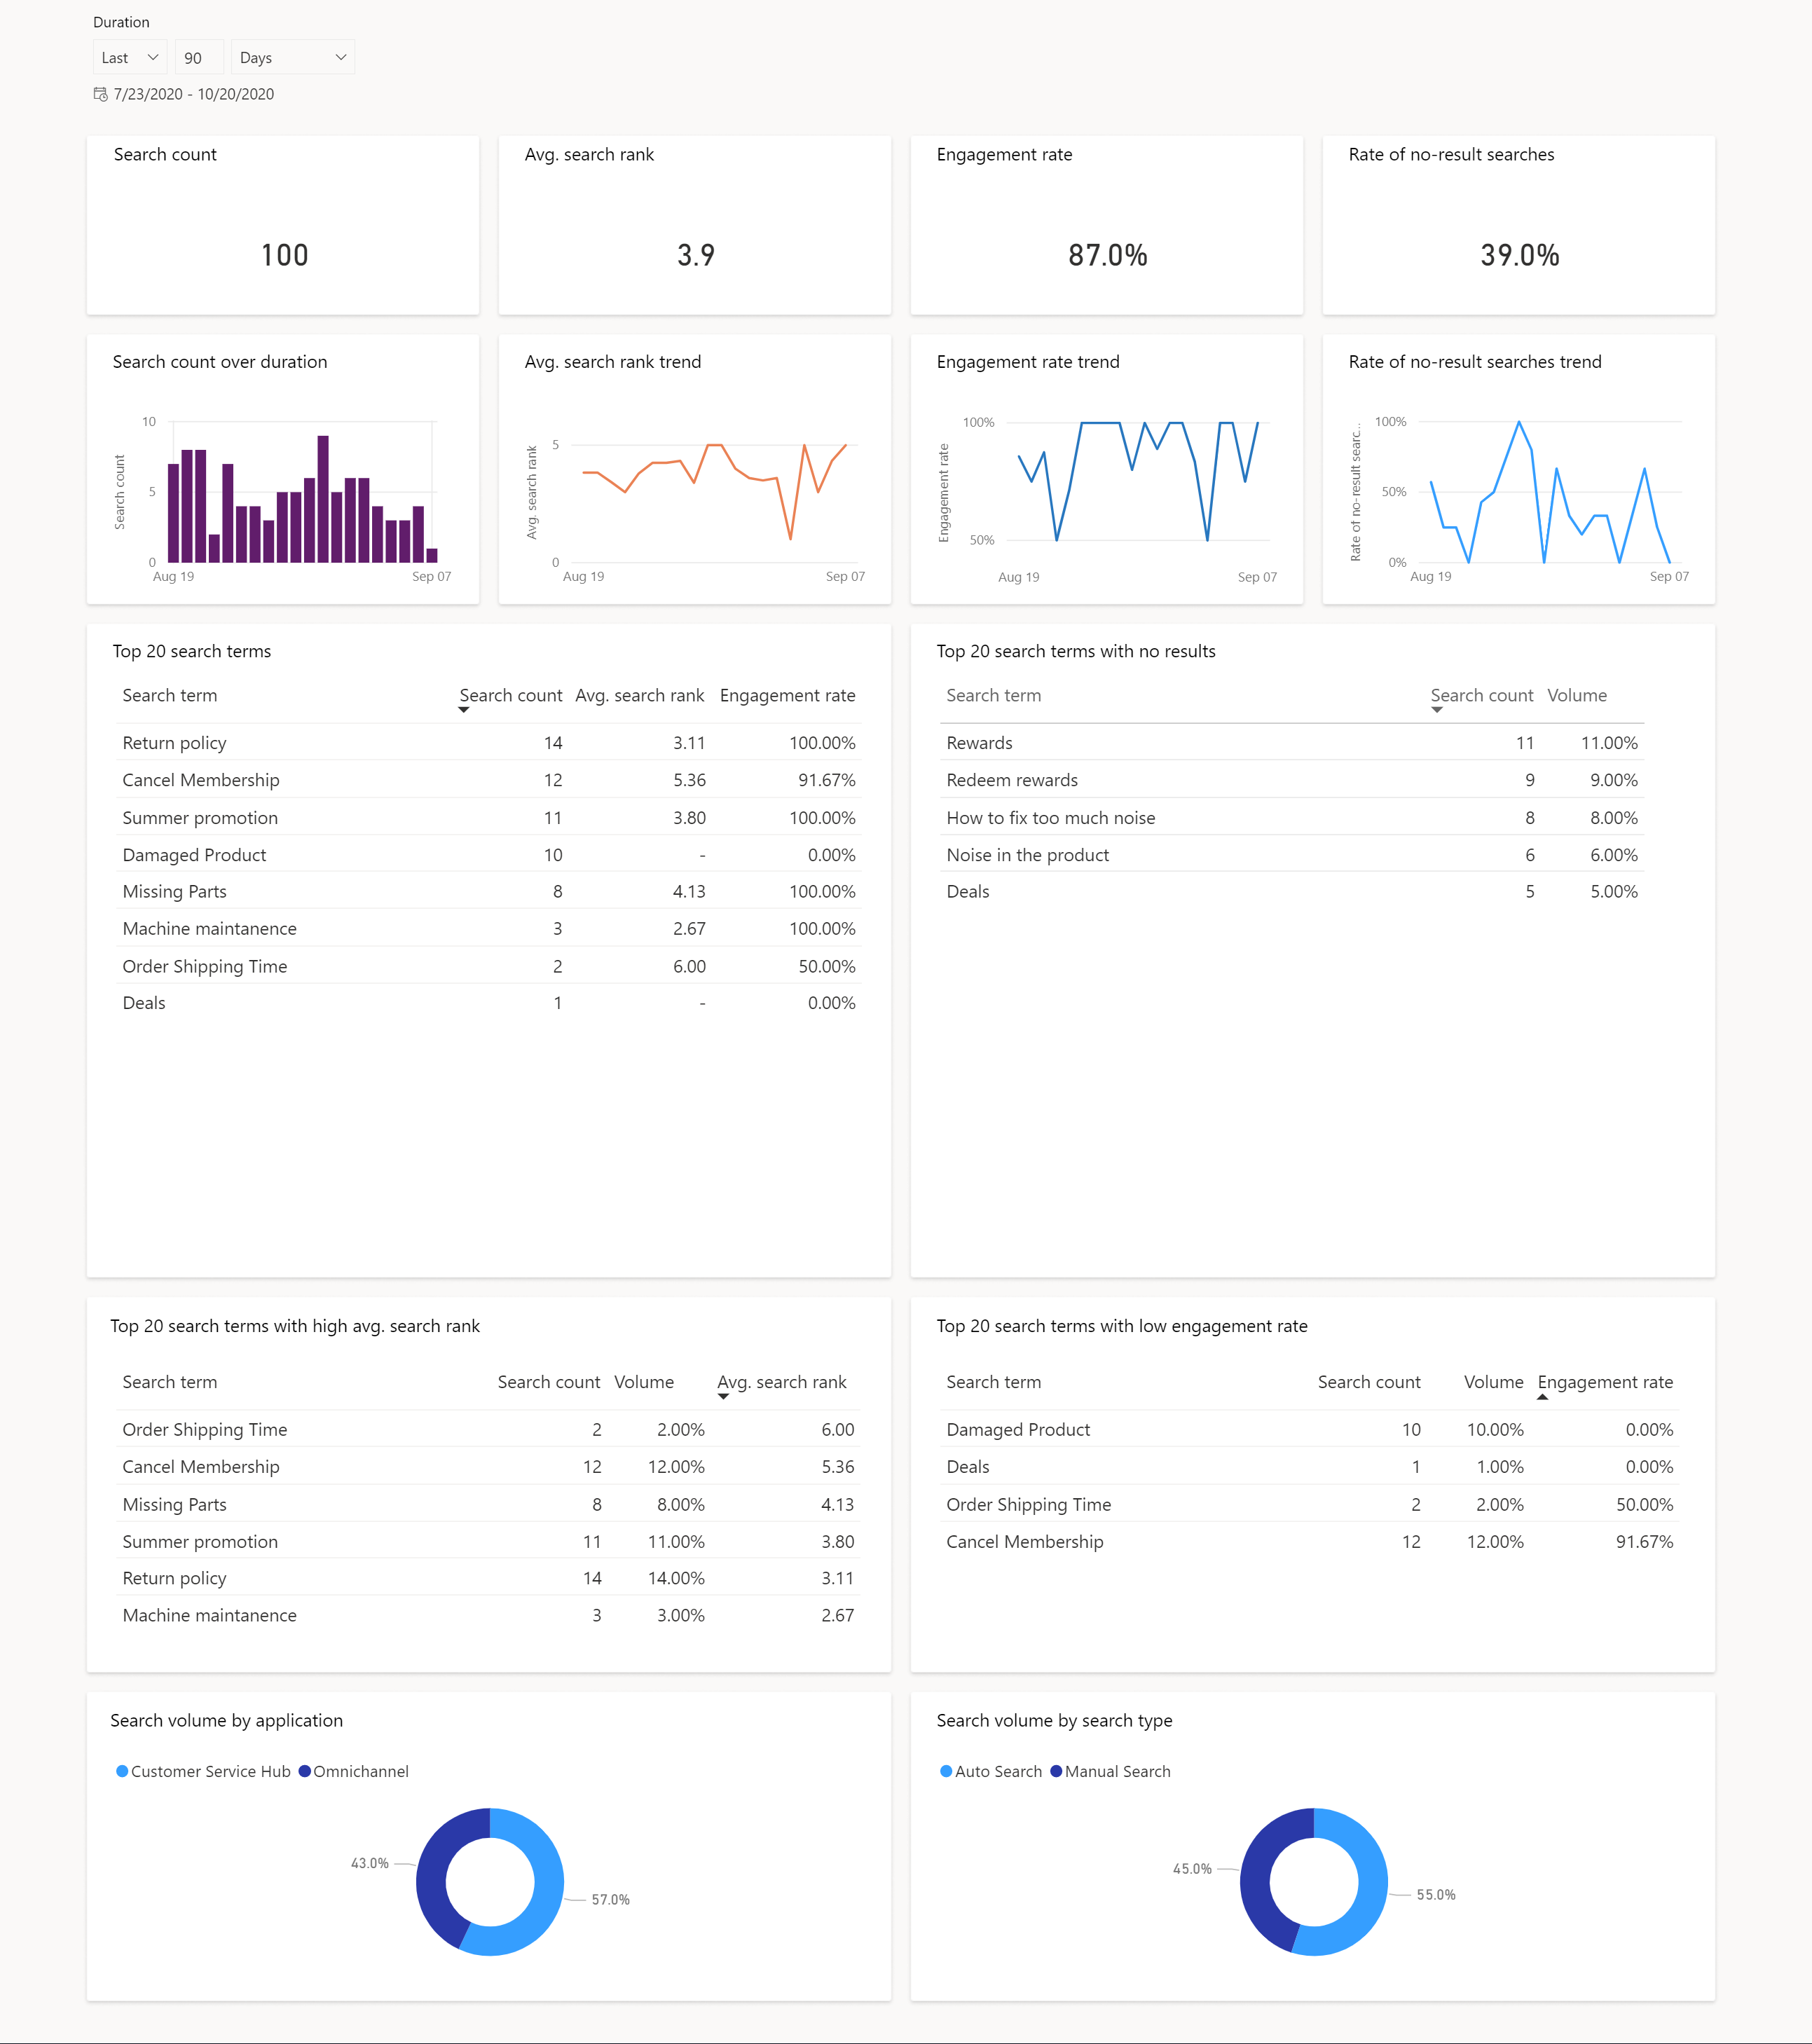 Duration
Last 90 Days
7/23/2020 - 10/20/2020
Search count
100
Avg. search rank
3.9
Engagement rate
87.0%
Rate of no-result searches
39.0%
Search count over duration
Search count
10
5
0
Aug 19 Sep 07
Avg. search rank trend
Avg. search rank
5
0
Aug 19 Sep 07
Engagement rate trend
Engagement rate
100%
50%
Aug 19 Sep 07
Rate of no-result searches trend
Rate of no-result searc...
100%
50%
0%
Aug 19 Sep 07
Top 20 search terms
Search term Search count Avg. search rank Engagement rate
Return policy 14 3.11 100.00%
Cancel Membership 12 5.36 91.67%
Summer promotion 11 3.80 100.00%
Damaged Product 10 - 0.00%
Missing Parts 8 4.13 100.00%
Machine maintanence 3 2.67 100.00%
Order Shipping Time 2 6.00 50.00%
Deals 1 - 0.00%
Top 20 search terms with no results
Search term Search count Volume
Rewards 11 11.00%
Redeem rewards 9 9.00%
How to fix too much noise 8 8.00%
Noise in the product 6 6.00%
Deals 5 5.00%
Top 20 search terms with high avg. search rank
Search term Search count Volume Avg. search rank
Order Shipping Time 2 2.00% 6.00
Cancel Membership 12 12.00% 5.36
Missing Parts 8 8.00% 4.13
Summer promotion 11 11.00% 3.80
Return policy 14 14.00% 3.11
Machine maintanence 3 3.00% 2.67
Top 20 search terms with low engagement rate
Search term Search count Volume Engagement rate
Damaged Product 10 10.00% 0.00%
Deals 1 1.00% 0.00%
Order Shipping Time 2 2.00% 50.00%
Cancel Membership 12 12.00% 91.67%
Search volume by application
Customer Service Hub Omnichannel
43.0%
57.0%
Search volume by search type
Auto Search Manual Search
45.0%
55.0%